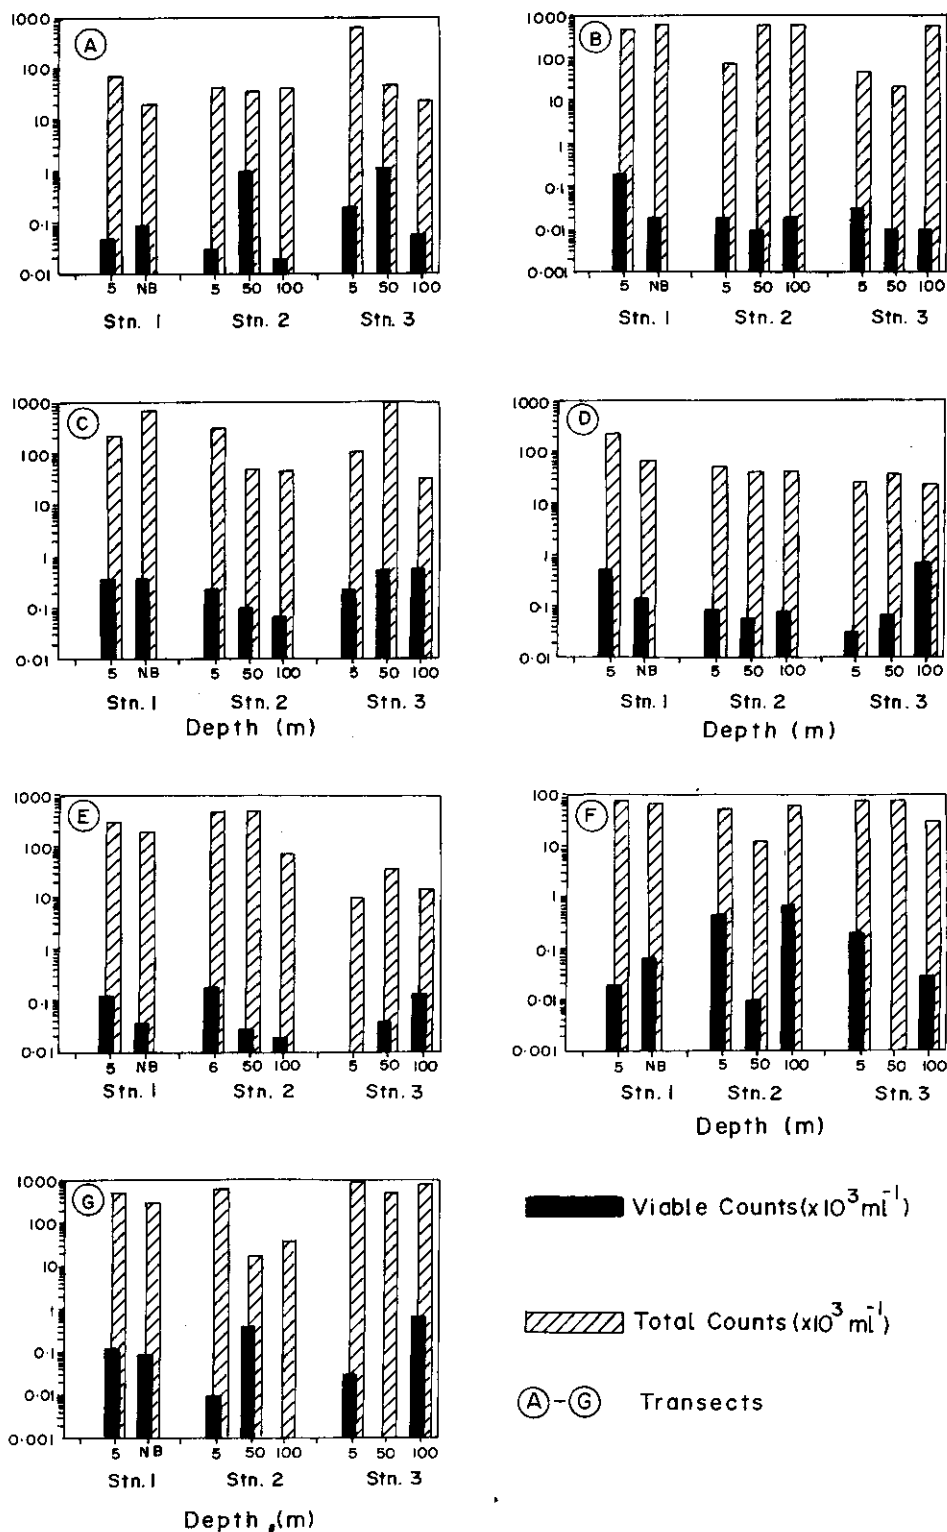 A
1000
100
10
1
0·1
0·01
5 NB 5 50 100 5 50 100
Stn. 1 Stn. 2 Stn. 3
B
1000
100
10
1
0·1
0·01
0·001
5 NB 5 50 100 5 50 100
Stn. 1 Stn. 2 Stn. 3
C
1000
100
10
1
0·1
0·01
5 NB 5 50 100 5 50 100
Stn. 1 Stn. 2 Stn. 3
Depth (m)
D
1000
100
10
1
0·1
0·01
5 NB 5 50 100 5 50 100
Stn. 1 Stn. 2 Stn. 3
Depth (m)
E
1000
100
10
1
0·1
0·01
5 NB 6 50 100 5 50 100
Stn. 1 Stn. 2 Stn. 3
F
100
10
1
0·1
0·01
0·001
5 NB 5 50 100 5 50 100
Stn. 1 Stn. 2 Stn. 3
Depth (m)
G
1000
100
10
1
0·1
0·01
0·001
5 NB 5 50 100 5 50 100
Stn. 1 Stn. 2 Stn. 3
Depth (m)
Viable Counts (x10³ ml⁻¹)
Total Counts (x10³ ml⁻¹)
A - G Transects